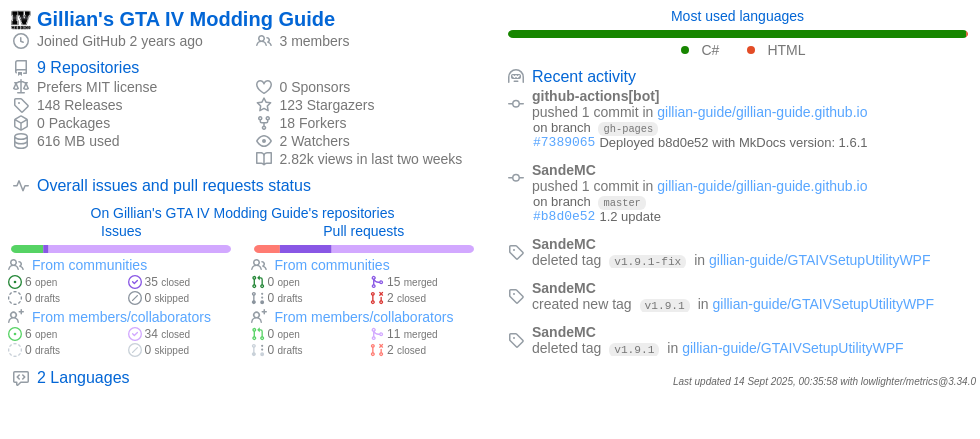 Gillian's GTA IV Modding Guide
Joined GitHub 2 years ago
3 members
9 Repositories
Prefers MIT license
148 Releases
0 Packages
616 MB used
0 Sponsors
123 Stargazers
18 Forkers
2 Watchers
2.82k views in last two weeks
Overall issues and pull requests status
On Gillian's GTA IV Modding Guide's repositories
Issues
From communities
6 open
35 closed
0 drafts
0 skipped
From members/collaborators
6 open
34 closed
0 drafts
0 skipped
Pull requests
From communities
0 open
15 merged
0 drafts
2 closed
From members/collaborators
0 open
11 merged
0 drafts
2 closed
2 Languages
Most used languages
C# HTML
Recent activity
github-actions[bot]
pushed 1 commit in gillian-guide/gillian-guide.github.io
on branch gh-pages
#7389065 Deployed b8d0e52 with MkDocs version: 1.6.1
SandeMC
pushed 1 commit in gillian-guide/gillian-guide.github.io
on branch master
#b8d0e52 1.2 update
SandeMC
deleted tag v1.9.1-fix in gillian-guide/GTAIVSetupUtilityWPF
SandeMC
created new tag v1.9.1 in gillian-guide/GTAIVSetupUtilityWPF
SandeMC
deleted tag v1.9.1 in gillian-guide/GTAIVSetupUtilityWPF
Last updated 14 Sept 2025, 00:35:58 with lowlighter/metrics@3.34.0